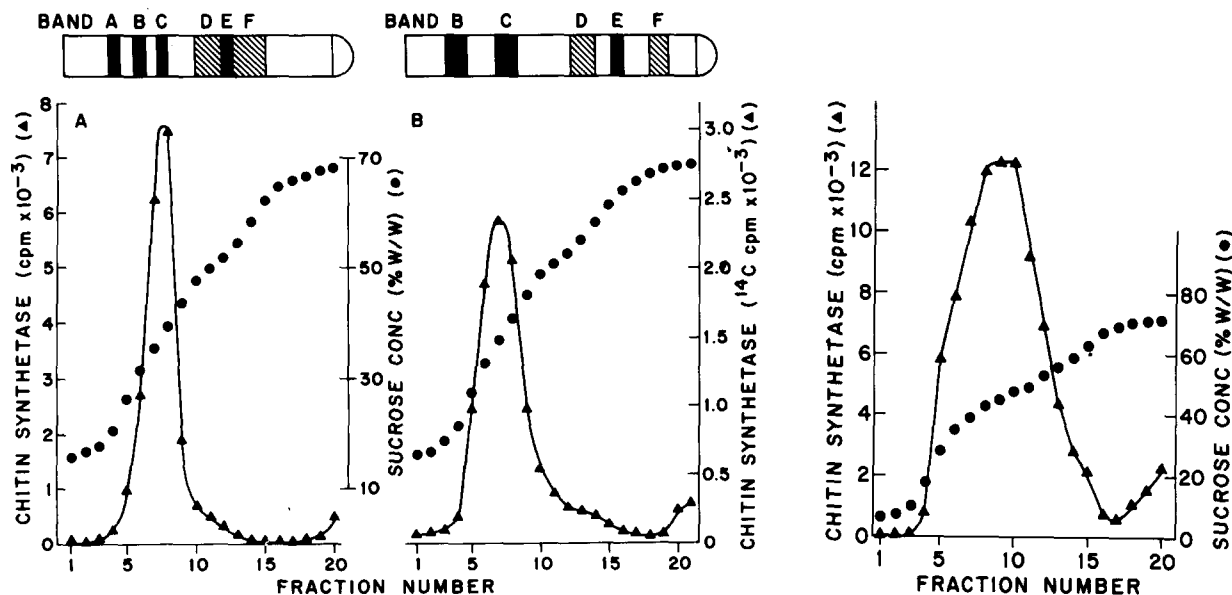 BAND A B C D E F
BAND B C D E F
A
B
CHITIN SYNTHETASE (cpm x10⁻³) (▲)
8
7
6
5
4
3
2
1
0
70
50
30
10
SUCROSE CONC (% W/W) (●)
3.0
2.5
2.0
1.5
1.0
0.5
0
CHITIN SYNTHETASE (¹⁴C cpm x10⁻³) (▲)
1 5 10 15 20
1 5 10 15 20
FRACTION NUMBER
CHITIN SYNTHETASE (cpm x10⁻³) (▲)
12
10
8
6
4
2
0
80
60
40
20
0
SUCROSE CONC (% W/W) (●)
1 5 10 15 20
FRACTION NUMBER